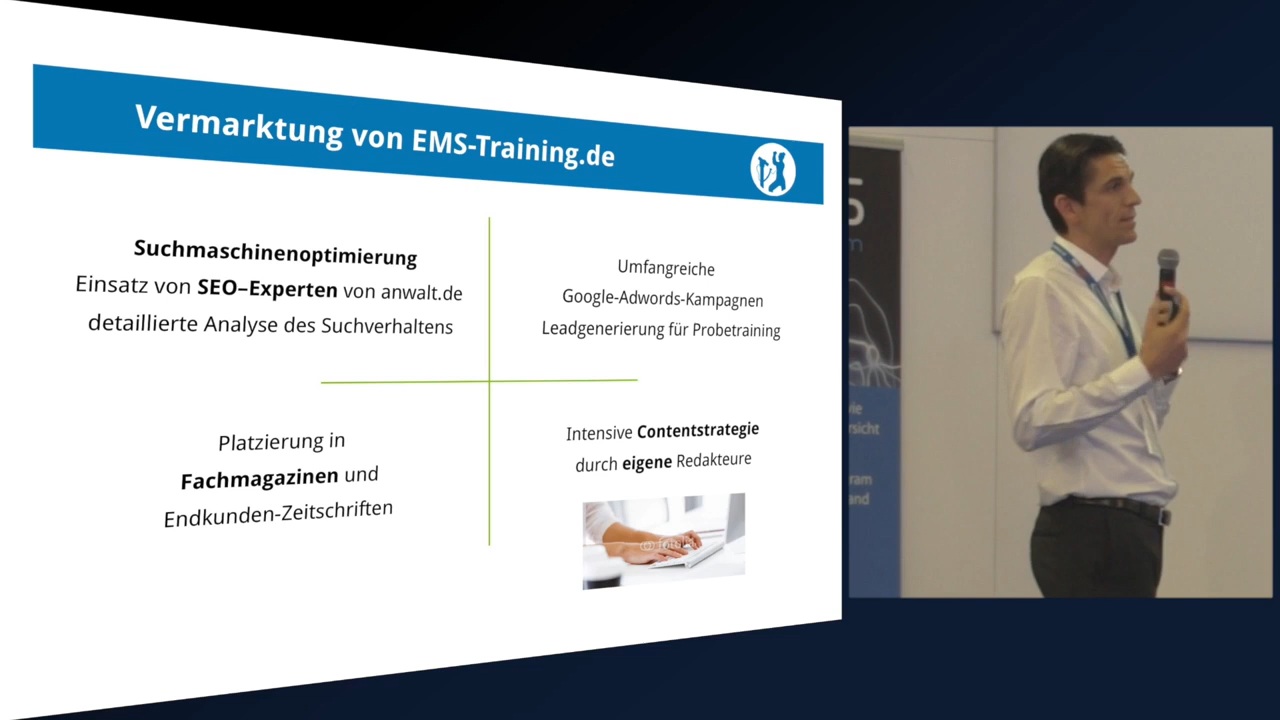 Vermarktung von EMS-Training.de
Suchmaschinenoptimierung
Einsatz von SEO–Experten von anwalt.de
detaillierte Analyse des Suchverhaltens
Umfangreiche
Google-Adwords-Kampagnen
Leadgenerierung für Probetraining
Platzierung in
Fachmagazinen und
Endkunden-Zeitschriften
Intensive Contentstrategie
durch eigene Redakteure